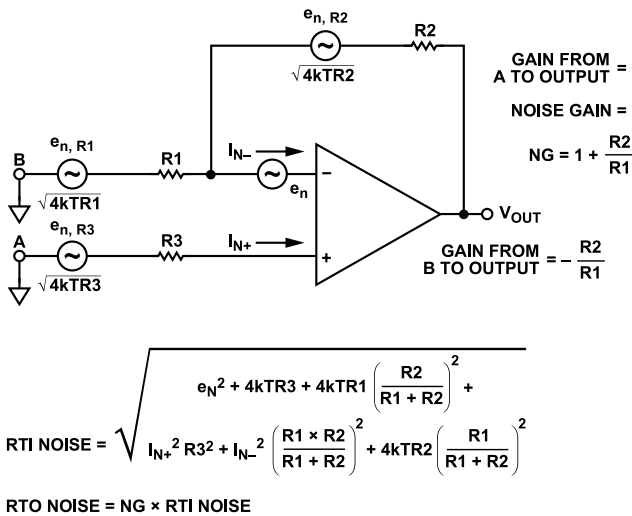 e_n, R2
R2
√4kTR2
GAIN FROM
A TO OUTPUT =
NOISE GAIN =
NG = 1 + R2/R1
B
e_n, R1
R1
I_N–
√4kTR1
e_n
–
A
e_n, R3
R3
I_N+
√4kTR3
+
V_OUT
GAIN FROM
B TO OUTPUT = – R2/R1
RTI NOISE = √( e_N² + 4kTR3 + 4kTR1 (R2/(R1 + R2))² +
I_N+² R3² + I_N–² ((R1 × R2)/(R1 + R2))² + 4kTR2 (R1/(R1 + R2))² )
RTO NOISE = NG × RTI NOISE